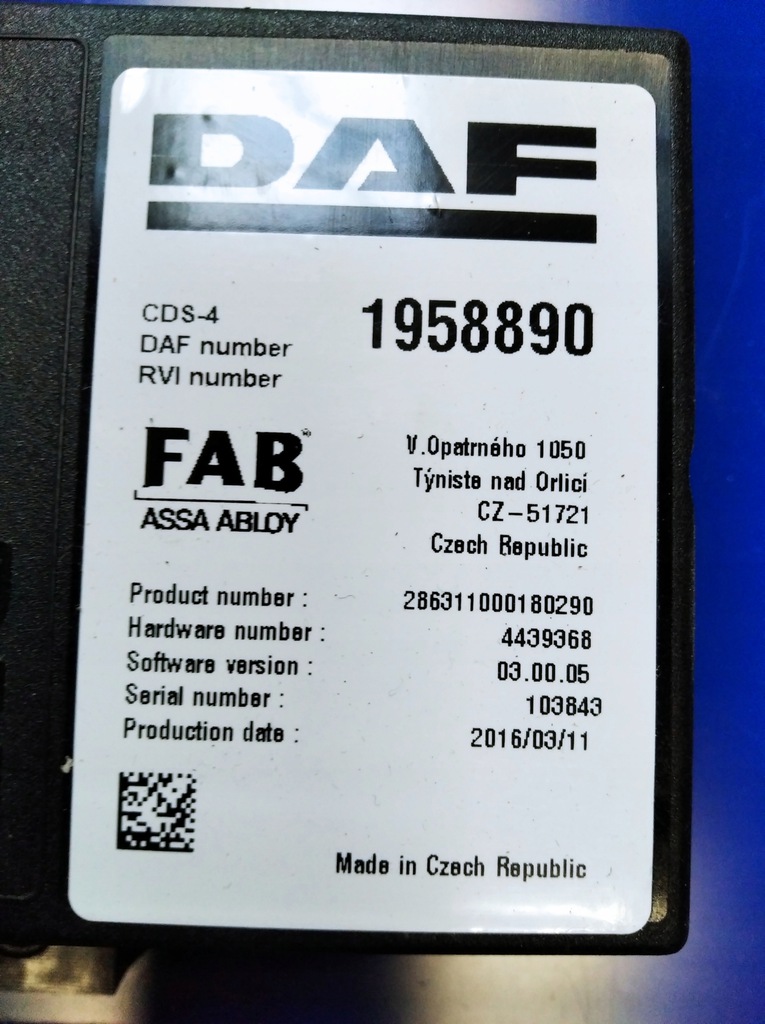 DAF
CDS-4
DAF number 1958890
RVI number
FAB®
ASSA ABLOY
V.Opatrného 1050
Týniste nad Orlicí
CZ-51721
Czech Republic
Product number : 286311000180290
Hardware number : 4439368
Software version : 03.00.05
Serial number : 103843
Production date : 2016/03/11
Made in Czech Republic